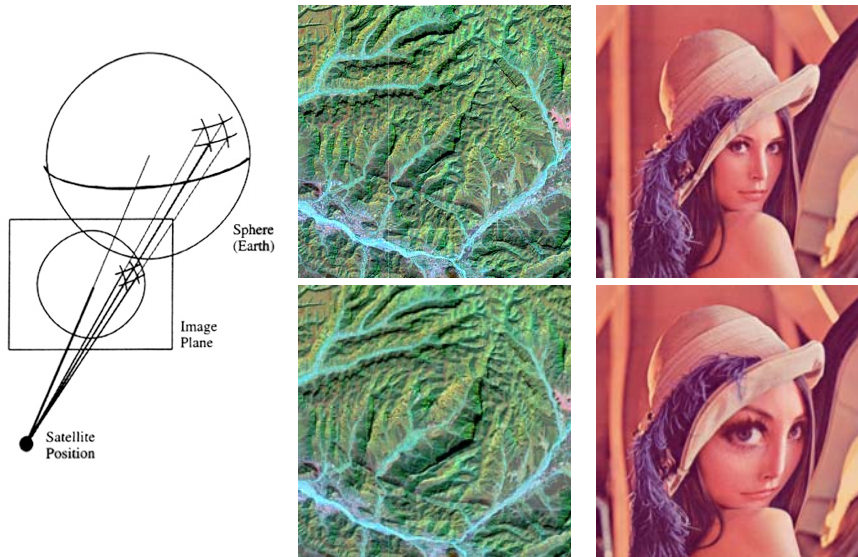 Sphere
(Earth)
Image
Plane
Satellite
Position